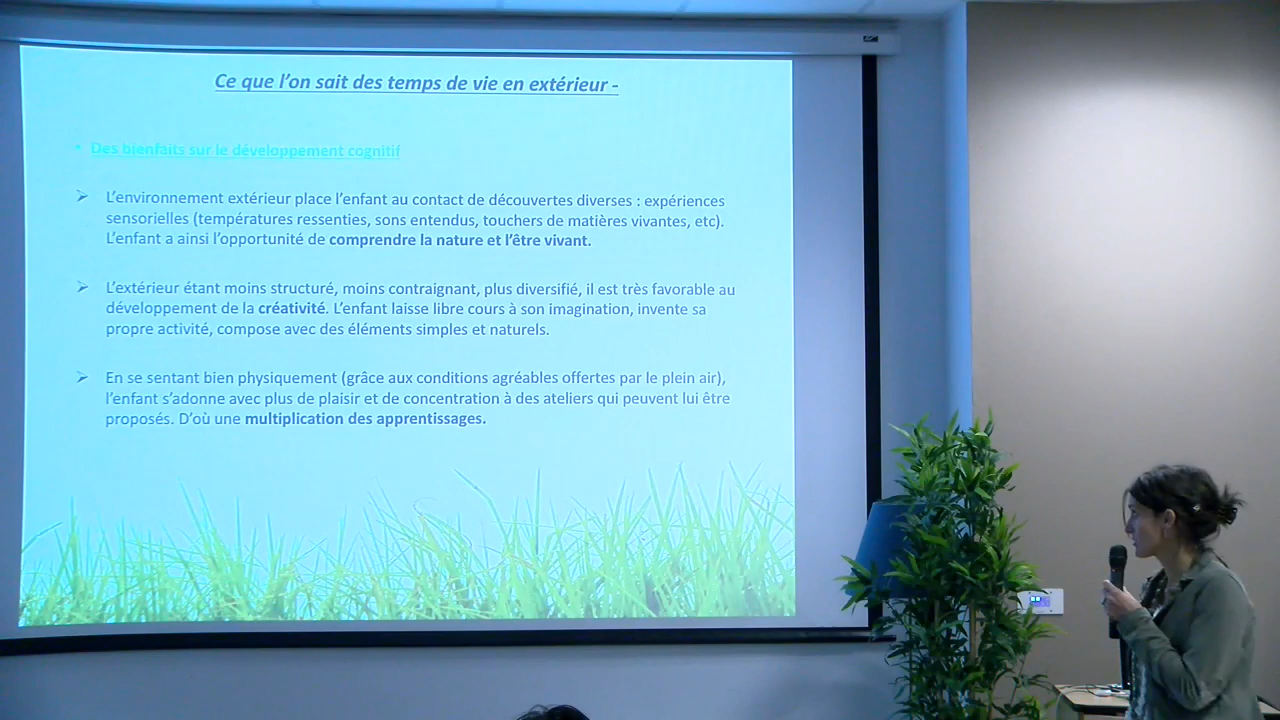 Ce que l'on sait des temps de vie en extérieur -
• Des bienfaits sur le développement cognitif
➢ L'environnement extérieur place l'enfant au contact de découvertes diverses : expériences
sensorielles (températures ressenties, sons entendus, touchers de matières vivantes, etc).
L'enfant a ainsi l'opportunité de comprendre la nature et l'être vivant.
➢ L'extérieur étant moins structuré, moins contraignant, plus diversifié, il est très favorable au
développement de la créativité. L'enfant laisse libre cours à son imagination, invente sa
propre activité, compose avec des éléments simples et naturels.
➢ En se sentant bien physiquement (grâce aux conditions agréables offertes par le plein air),
l'enfant s'adonne avec plus de plaisir et de concentration à des ateliers qui peuvent lui être
proposés. D'où une multiplication des apprentissages.